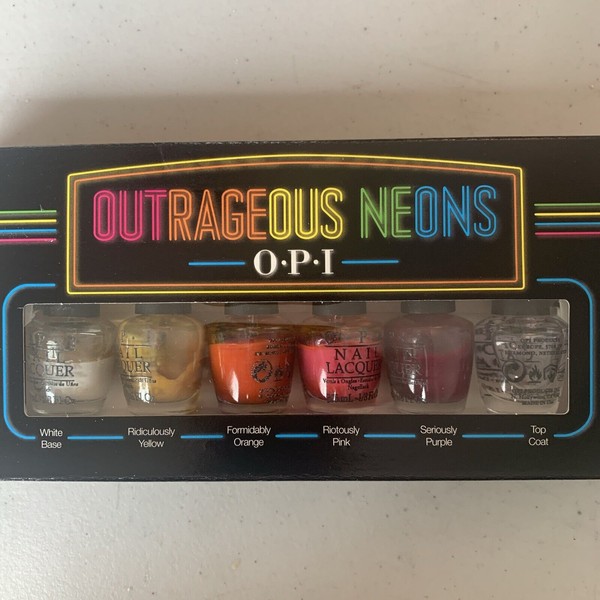 OUTRAGEOUS NEONS
O·P·I
NAIL
LACQUER
White
Base
Ridiculously
Yellow
Formidably
Orange
Riotously
Pink
Seriously
Purple
Top
Coat